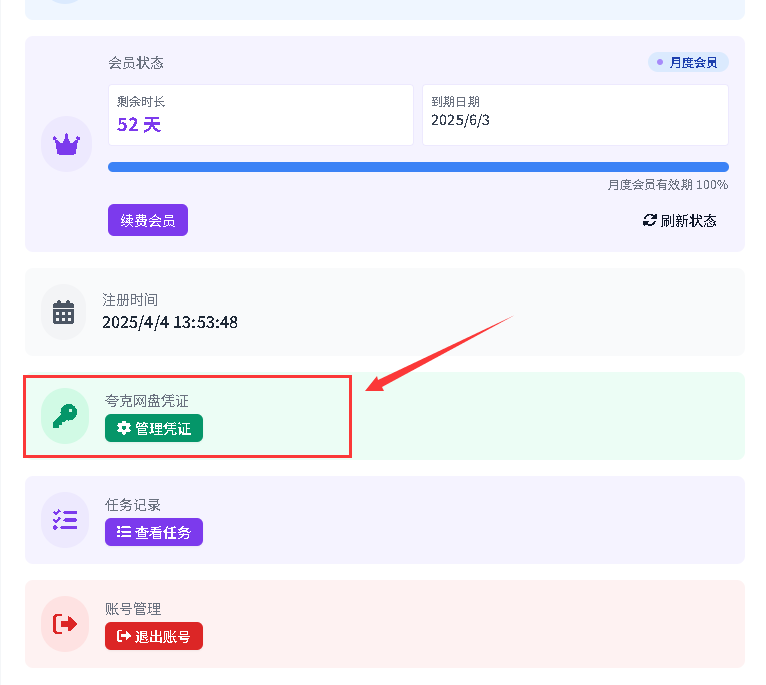 会员状态
月度会员
剩余时长
52 天
到期日期
2025/6/3
月度会员有效期 100%
续费会员
刷新状态
注册时间
2025/4/4 13:53:48
夸克网盘凭证
管理凭证
任务记录
查看任务
账号管理
退出账号